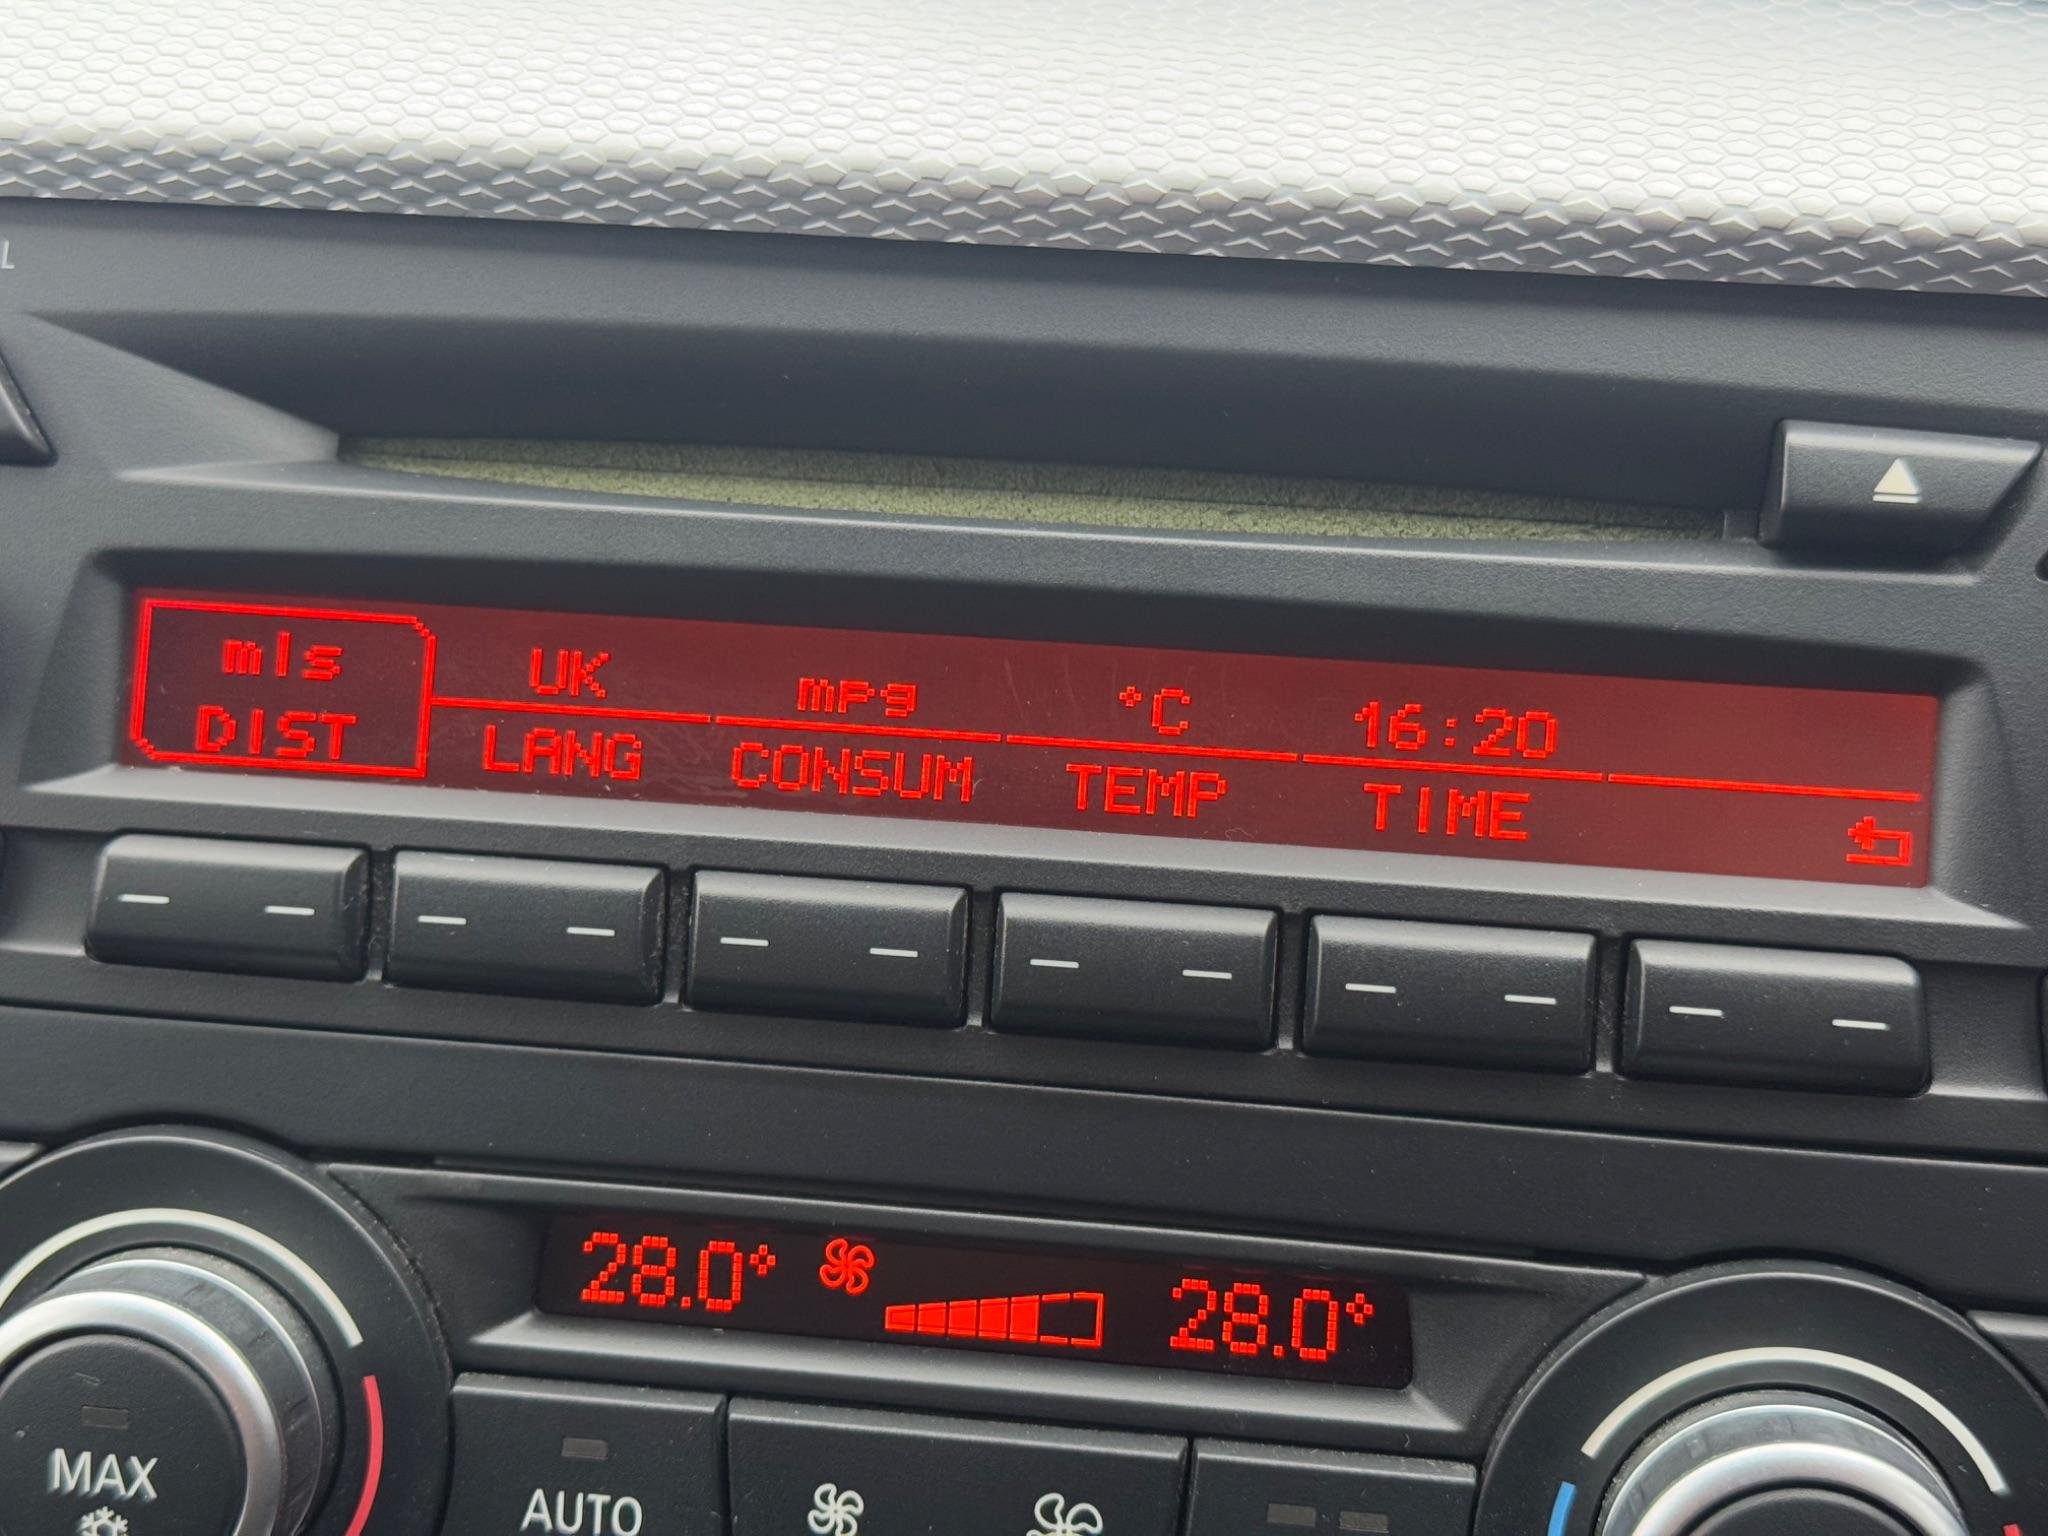 L
mls UK mpg °C 16:20
DIST LANG CONSUM TEMP TIME
28.0° 28.0°
MAX
AUTO